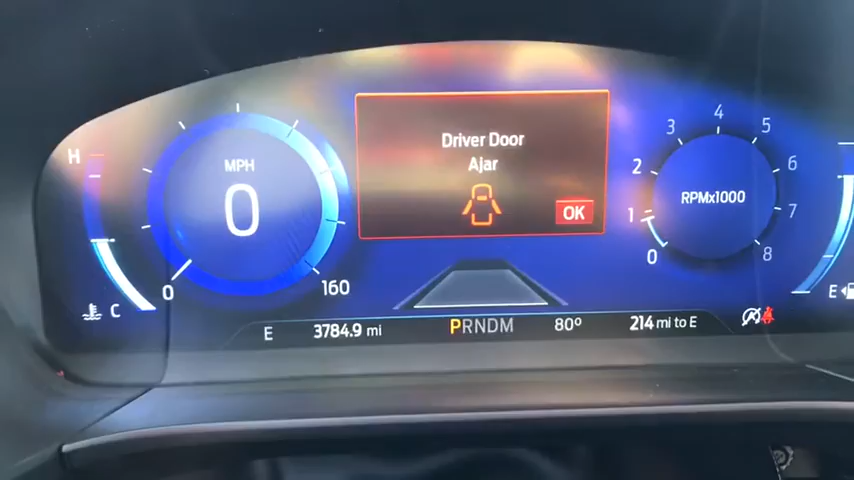 H
MPH
0
C
0
160
Driver Door
Ajar
OK
0
1
2
3
4
5
6
7
8
RPMx1000
E
E
3784.9 mi
PRNDM
80°
214 mi to E